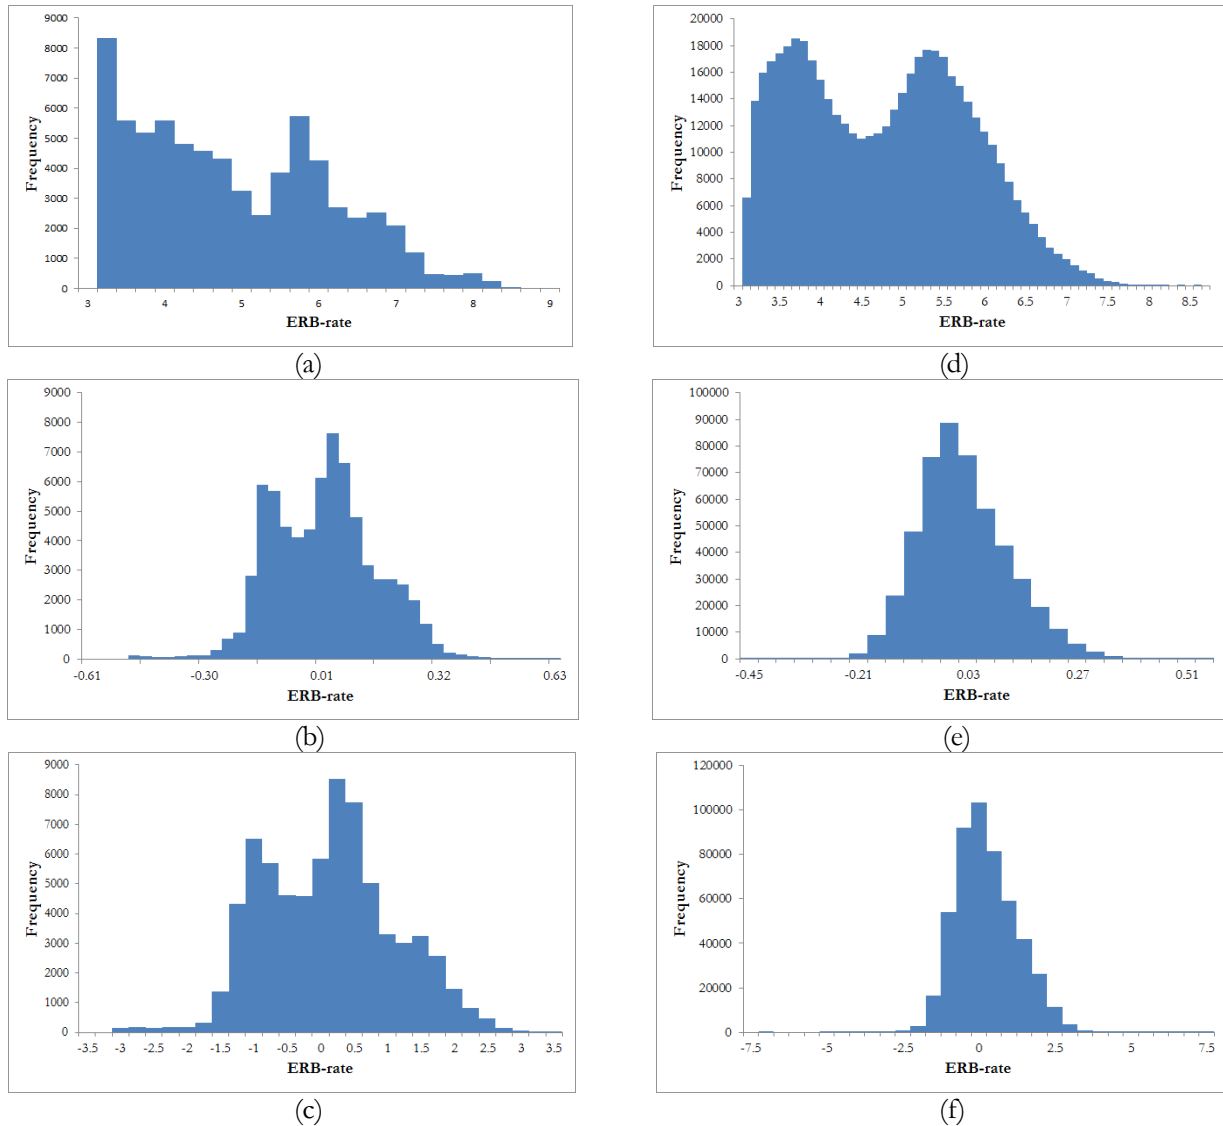 9000
8000
7000
6000
5000
4000
3000
2000
1000
0
Frequency
3 4 5 6 7 8 9
ERB-rate
(a)
20000
18000
16000
14000
12000
10000
8000
6000
4000
2000
0
Frequency
3 3.5 4 4.5 5 5.5 6 6.5 7 7.5 8 8.5
ERB-rate
(d)
9000
8000
7000
6000
5000
4000
3000
2000
1000
0
Frequency
-0.61 -0.30 0.01 0.32 0.63
ERB-rate
(b)
100000
90000
80000
70000
60000
50000
40000
30000
20000
10000
0
Frequency
-0.45 -0.21 0.03 0.27 0.51
ERB-rate
(e)
9000
8000
7000
6000
5000
4000
3000
2000
1000
0
Frequency
-3.5 -3 -2.5 -2 -1.5 -1 -0.5 0 0.5 1 1.5 2 2.5 3 3.5
ERB-rate
(c)
120000
100000
80000
60000
40000
20000
0
Frequency
-7.5 -5 -2.5 0 2.5 5 7.5
ERB-rate
(f)